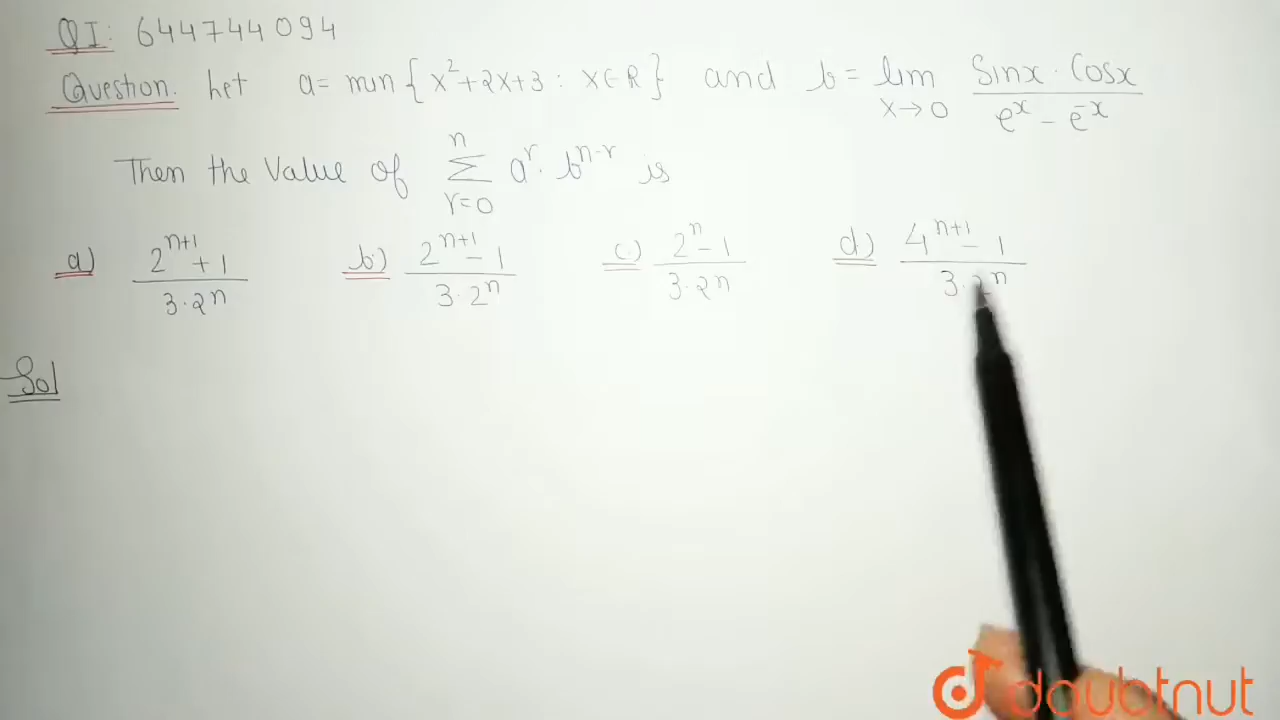 QI: 644744094
Question. Let a = min { x² + 2x + 3 : x ∈ R } and b = lim x→0 Sinx · Cosx / eˣ - e⁻ˣ
Then the Value of n Σ r=0 aʳ · bⁿ⁻ʳ is
a) 2ⁿ⁺¹ + 1 / 3 · 2ⁿ b) 2ⁿ⁺¹ - 1 / 3 · 2ⁿ c) 2ⁿ - 1 / 3 · 2ⁿ d) 4ⁿ⁺¹ - 1 / 3 · 2ⁿ
Sol
doubtnut